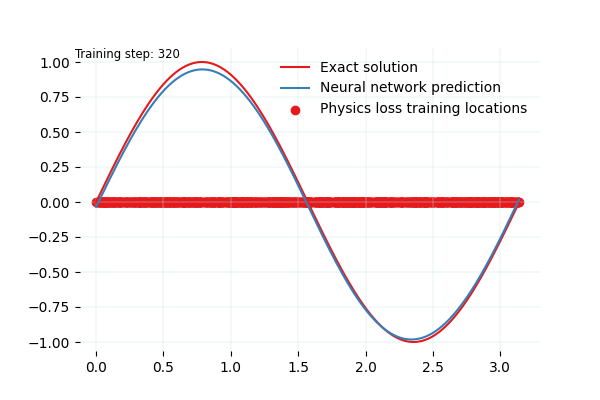 Training step: 320
Exact solution
Neural network prediction
Physics loss training locations
1.00
0.75
0.50
0.25
0.00
−0.25
−0.50
−0.75
−1.00
0.0 0.5 1.0 1.5 2.0 2.5 3.0